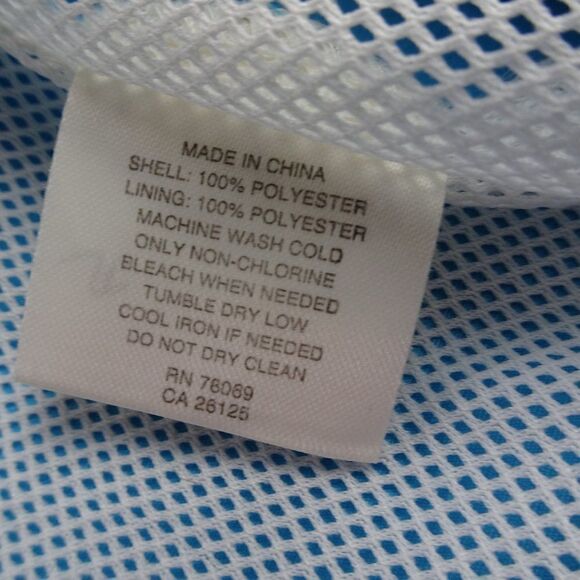 MADE IN CHINA
SHELL: 100% POLYESTER
LINING: 100% POLYESTER
MACHINE WASH COLD
ONLY NON-CHLORINE
BLEACH WHEN NEEDED
TUMBLE DRY LOW
COOL IRON IF NEEDED
DO NOT DRY CLEAN
RN 76069
CA 26125